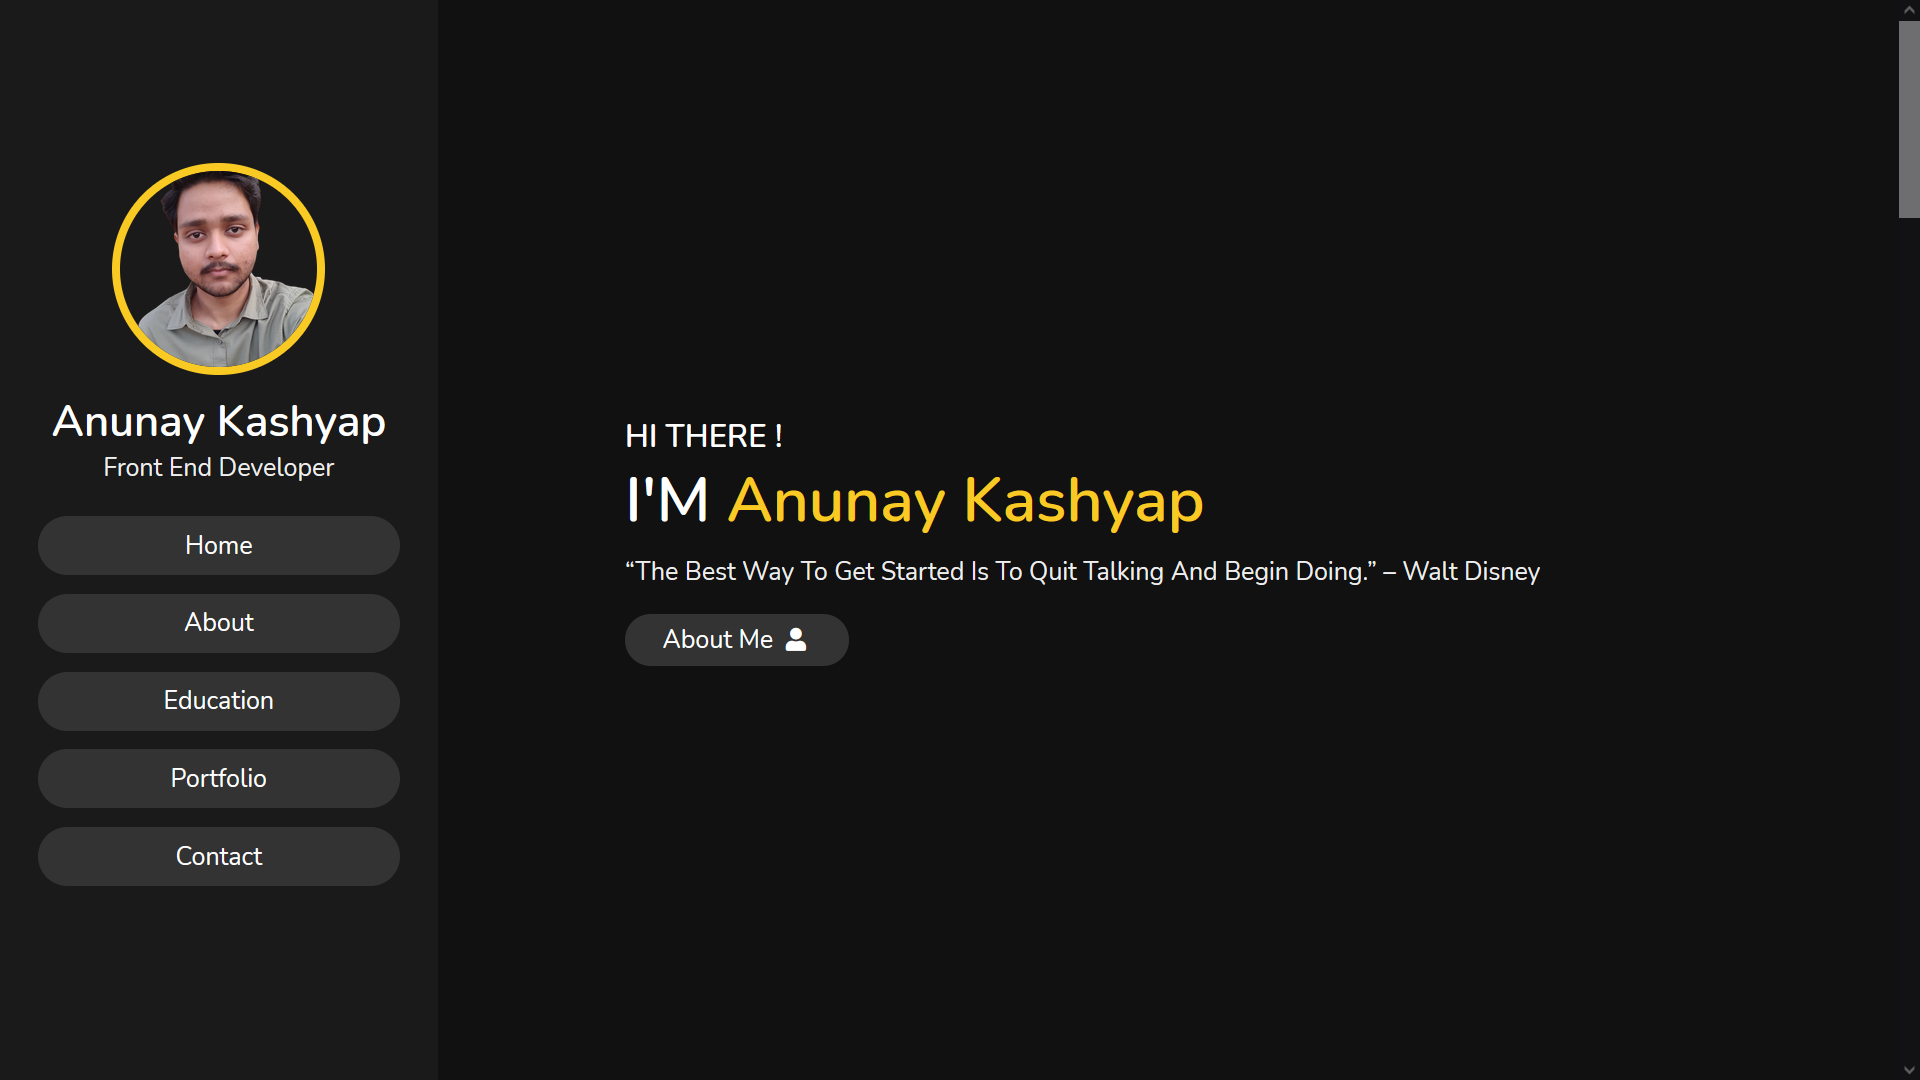 Anunay Kashyap
Front End Developer
Home
About
Education
Portfolio
Contact
HI THERE !
I'M Anunay Kashyap
“The Best Way To Get Started Is To Quit Talking And Begin Doing.” – Walt Disney
About Me